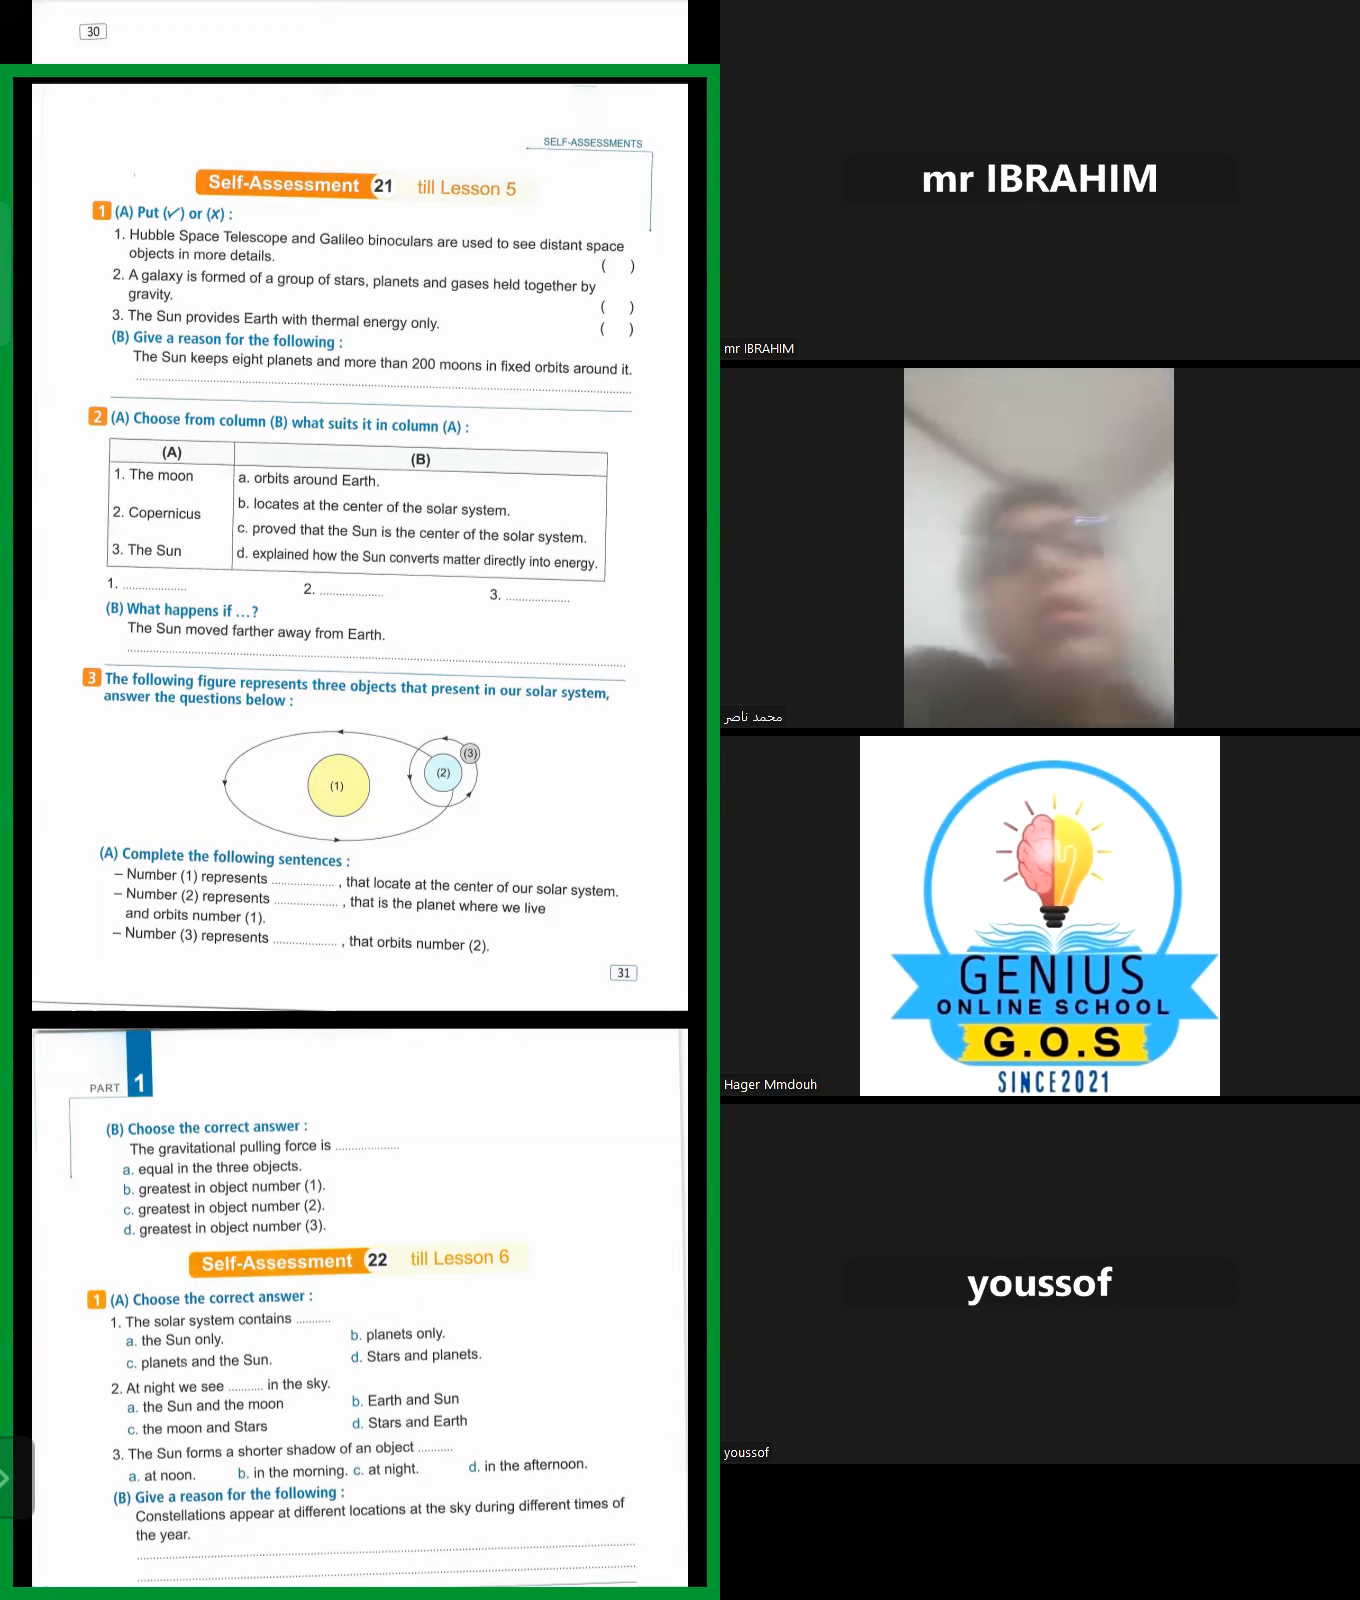 30
SELF-ASSESSMENTS
Self-Assessment 21 till Lesson 5
1 (A) Put (✓) or (x) :
1. Hubble Space Telescope and Galileo binoculars are used to see distant space
objects in more details. ( )
2. A galaxy is formed of a group of stars, planets and gases held together by
gravity. ( )
3. The Sun provides Earth with thermal energy only. ( )
(B) Give a reason for the following :
The Sun keeps eight planets and more than 200 moons in fixed orbits around it.
2 (A) Choose from column (B) what suits it in column (A) :
(A) (B)
1. The moon
2. Copernicus
3. The Sun
a. orbits around Earth.
b. locates at the center of the solar system.
c. proved that the Sun is the center of the solar system.
d. explained how the Sun converts matter directly into energy.
1. .................... 2. .................... 3. ....................
(B) What happens if ...?
The Sun moved farther away from Earth.
3 The following figure represents three objects that present in our solar system,
answer the questions below :
(1)
(2)
(3)
(A) Complete the following sentences :
– Number (1) represents .................... , that locate at the center of our solar system.
– Number (2) represents .................... , that is the planet where we live
and orbits number (1).
– Number (3) represents .................... , that orbits number (2).
31
PART 1
(B) Choose the correct answer :
The gravitational pulling force is ....................
a. equal in the three objects.
b. greatest in object number (1).
c. greatest in object number (2).
d. greatest in object number (3).
Self-Assessment 22 till Lesson 6
1 (A) Choose the correct answer :
1. The solar system contains ...........
a. the Sun only. b. planets only.
c. planets and the Sun. d. Stars and planets.
2. At night we see ........... in the sky.
a. the Sun and the moon b. Earth and Sun
c. the moon and Stars d. Stars and Earth
3. The Sun forms a shorter shadow of an object ...........
a. at noon. b. in the morning. c. at night. d. in the afternoon.
(B) Give a reason for the following :
Constellations appear at different locations at the sky during different times of
the year.
mr IBRAHIM
mr IBRAHIM
محمد ناصر
GENIUS
ONLINE SCHOOL
G.O.S
SINCE2021
Hager Mmdouh
youssof
youssof